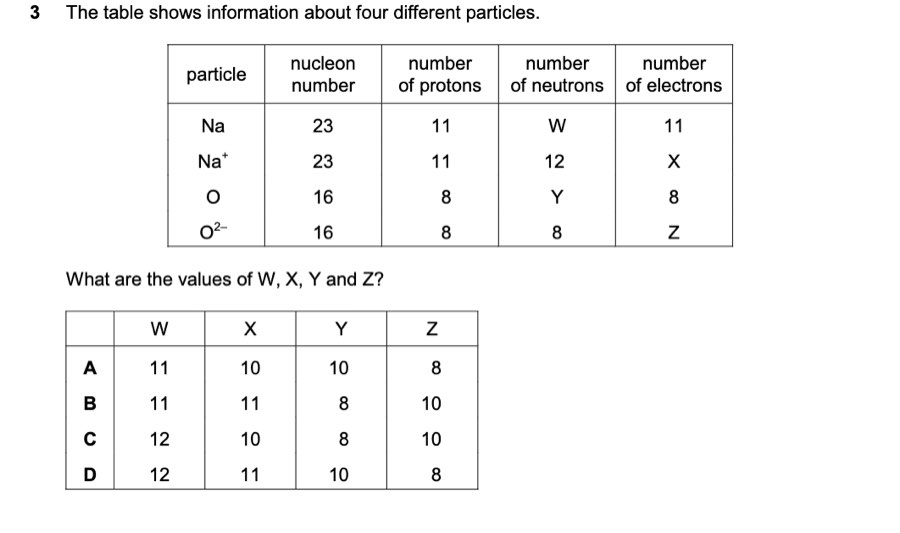 3 The table shows information about four different particles.
particle nucleon number number of protons number of neutrons number of electrons
Na 23 11 W 11
Na⁺ 23 11 12 X
O 16 8 Y 8
O²⁻ 16 8 8 Z
What are the values of W, X, Y and Z?
W X Y Z
A 11 10 10 8
B 11 11 8 10
C 12 10 8 10
D 12 11 10 8